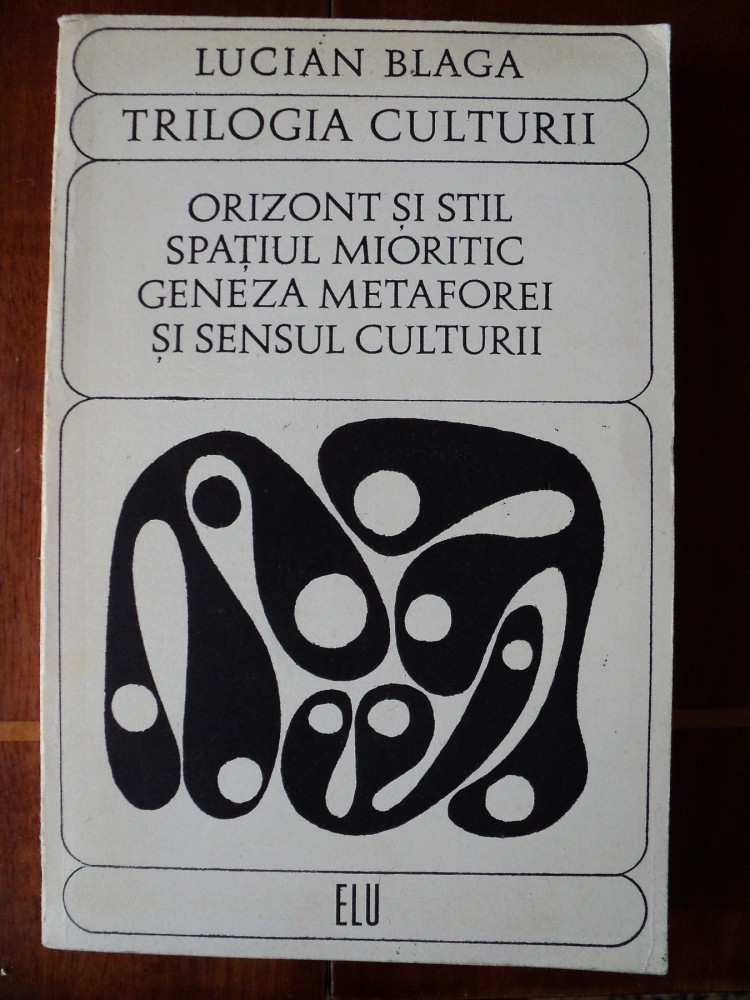 LUCIAN BLAGA
TRILOGIA CULTURII
ORIZONT ȘI STIL
SPAȚIUL MIORITIC
GENEZA METAFOREI
ȘI SENSUL CULTURII
ELU